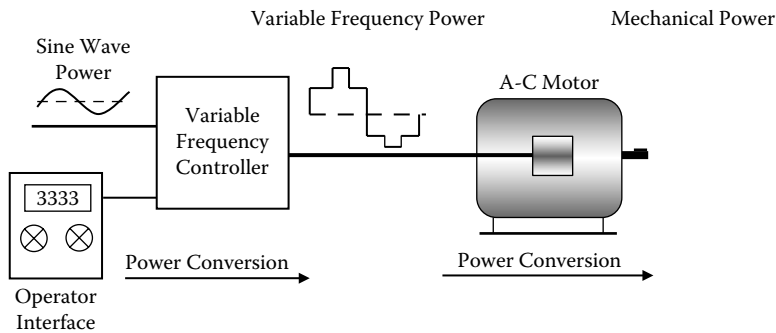 Variable Frequency Power
Mechanical Power
Sine Wave
Power
A-C Motor
Variable
Frequency
Controller
3333
Power Conversion
Power Conversion
Operator
Interface